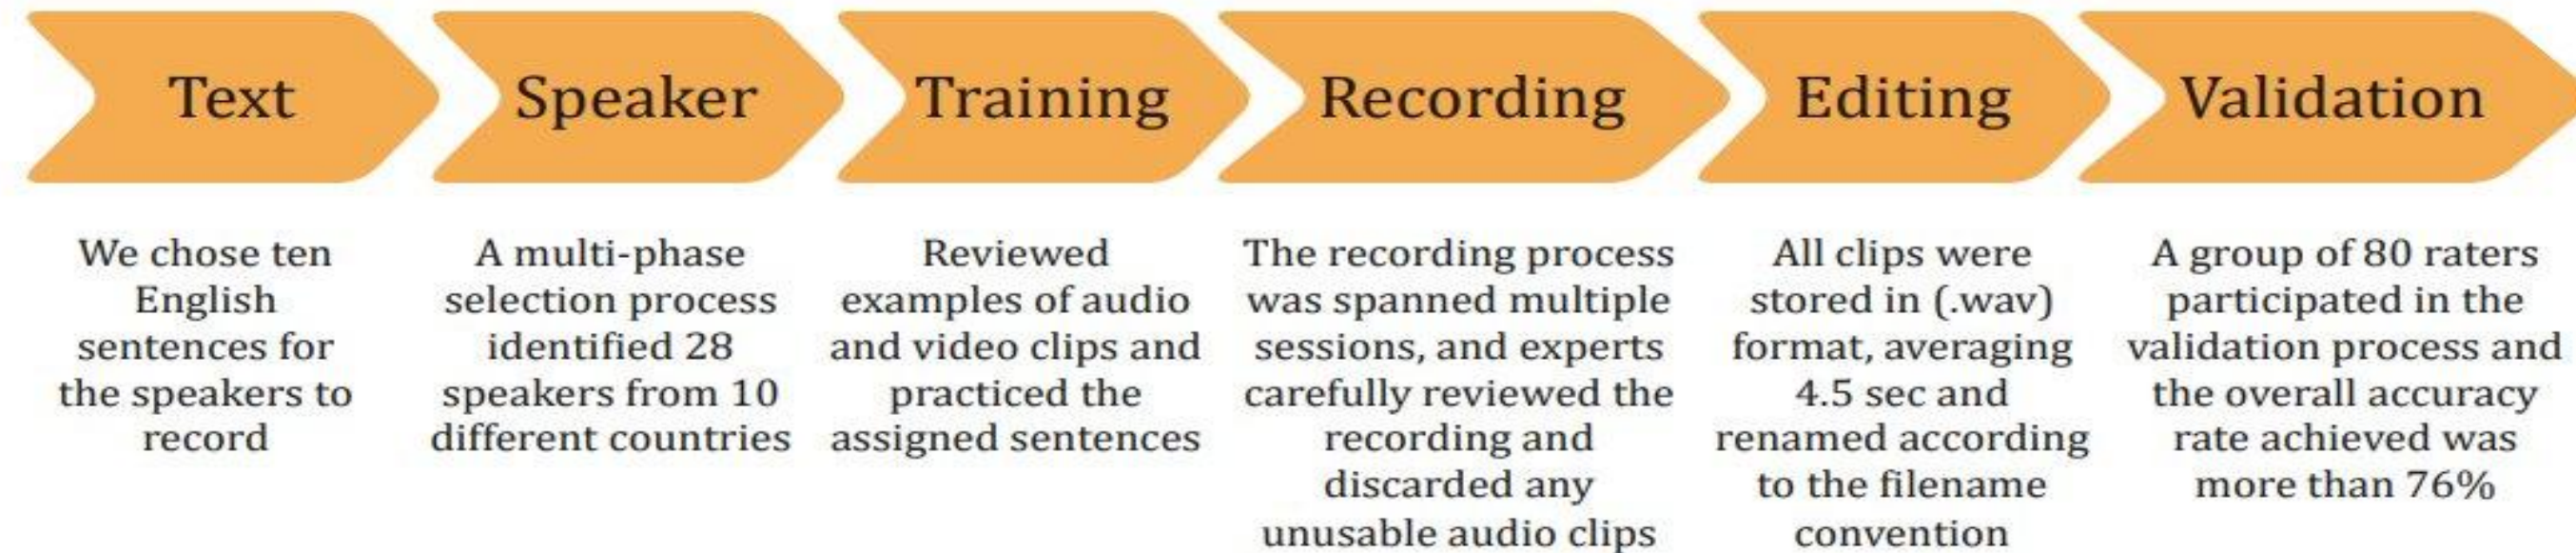 Text
We chose ten
English
sentences for
the speakers to
record
Speaker
A multi-phase
selection process
identified 28
speakers from 10
different countries
Training
Reviewed
examples of audio
and video clips and
practiced the
assigned sentences
Recording
The recording process
was spanned multiple
sessions, and experts
carefully reviewed the
recording and
discarded any
unusable audio clips
Editing
All clips were
stored in (.wav)
format, averaging
4.5 sec and
renamed according
to the filename
convention
Validation
A group of 80 raters
participated in the
validation process and
the overall accuracy
rate achieved was
more than 76%